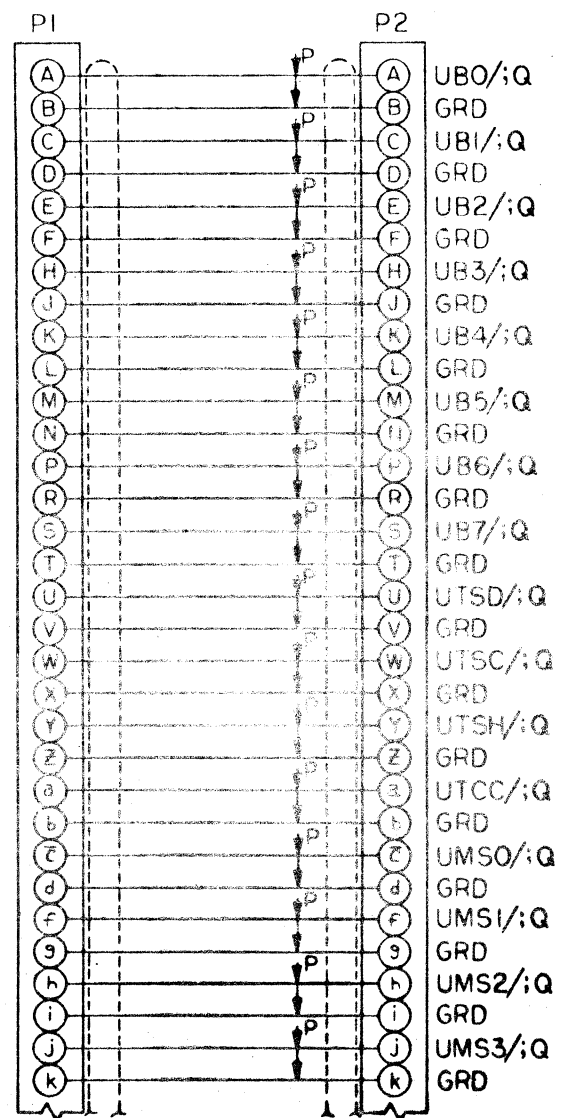 P1 P2
A P A UB0/;Q
B B GRD
C P C UB1/;Q
D D GRD
E P E UB2/;Q
F F GRD
H P H UB3/;Q
J J GRD
K P K UB4/;Q
L L GRD
M P M UB5/;Q
N N GRD
P P P UB6/;Q
R R GRD
S P S UB7/;Q
T T GRD
U P U UTSD/;Q
V V GRD
W P W UTSC/;Q
X X GRD
Y P Y UTSH/;Q
Z Z GRD
a P a UTCC/;Q
b b GRD
c P c UMS0/;Q
d d GRD
f P f UMS1/;Q
g g GRD
h P h UMS2/;Q
i i GRD
j P j UMS3/;Q
k k GRD